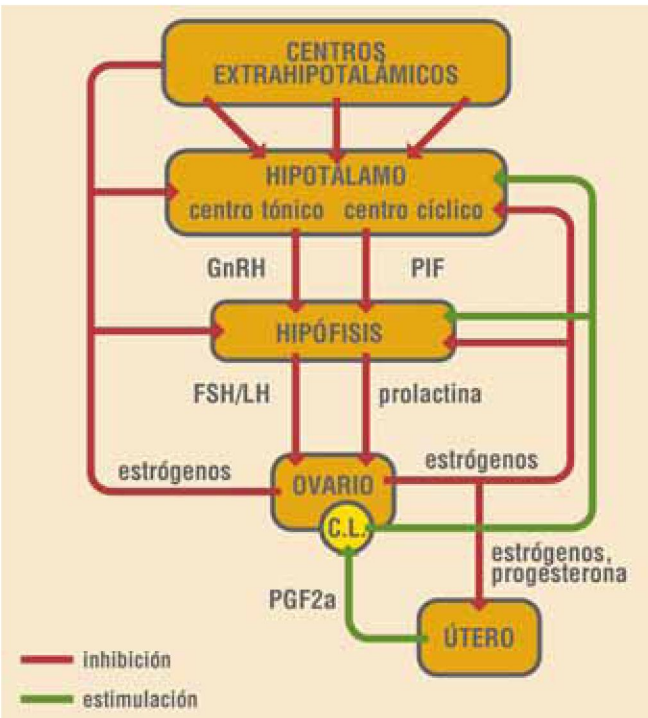 CENTROS
EXTRAHIPOTALÁMICOS
HIPOTÁLAMO
centro tónico centro cíclico
GnRH
PIF
HIPÓFISIS
FSH/LH
prolactina
estrógenos
estrógenos
OVARIO
C.L.
estrógenos,
progesterona
PGF2a
ÚTERO
inhibición
estimulación